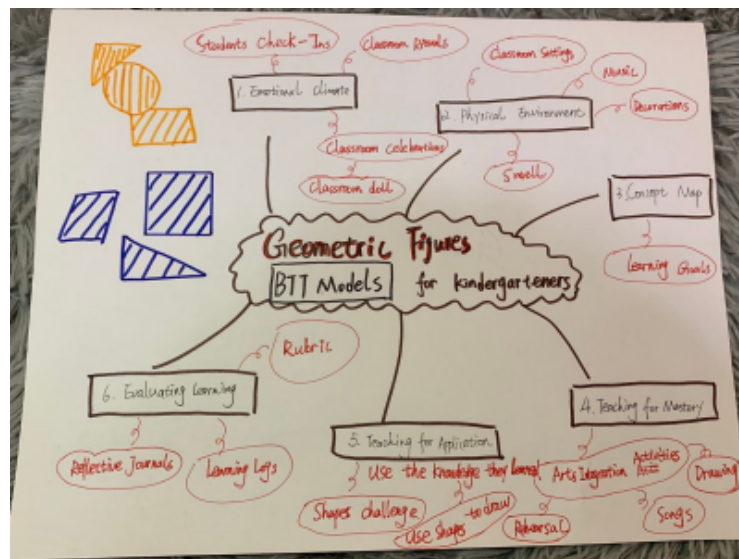 Students Check-Ins
Classroom Rituals
1. Emotional Climate
Classroom Celebrations
Classroom doll
Classroom Settings
Music
2. Physical Environment
Decorations
Smell
3. Concept Map
Learning Goals
Geometric Figures
BTT Models for kindergarteners
Rubric
6. Evaluating Learning
Reflective Journals
Learning Logs
5. Teaching for Application
Use the knowledge they learned
Shapes challenge
Use shapes to draw
4. Teaching for Mastery
Arts Integration Activities
Drawing
Rehearsal
Songs